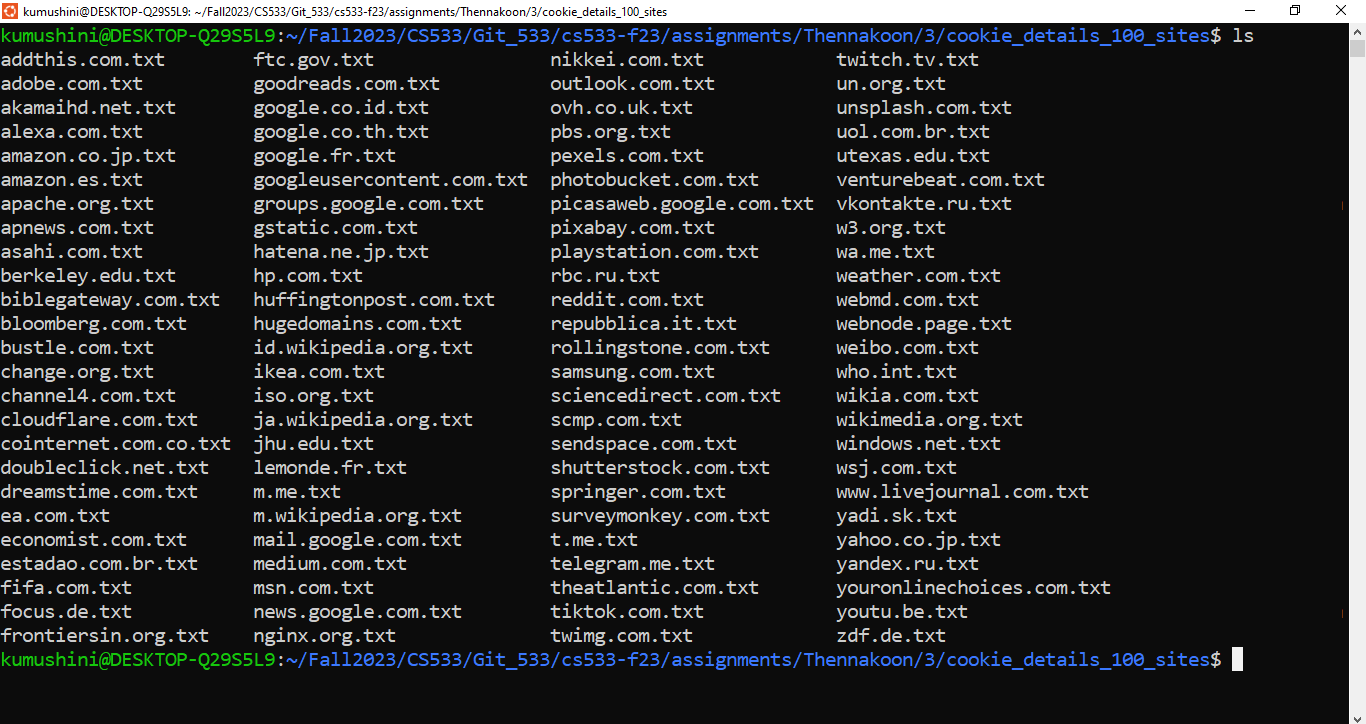 kumushini@DESKTOP-Q29S5L9: ~/Fall2023/CS533/Git_533/cs533-f23/assignments/Thennakoon/3/cookie_details_100_sites
kumushini@DESKTOP-Q29S5L9:~/Fall2023/CS533/Git_533/cs533-f23/assignments/Thennakoon/3/cookie_details_100_sites$ ls
addthis.com.txt ftc.gov.txt nikkei.com.txt twitch.tv.txt
adobe.com.txt goodreads.com.txt outlook.com.txt un.org.txt
akamaihd.net.txt google.co.id.txt ovh.co.uk.txt unsplash.com.txt
alexa.com.txt google.co.th.txt pbs.org.txt uol.com.br.txt
amazon.co.jp.txt google.fr.txt pexels.com.txt utexas.edu.txt
amazon.es.txt googleusercontent.com.txt photobucket.com.txt venturebeat.com.txt
apache.org.txt groups.google.com.txt picasaweb.google.com.txt vkontakte.ru.txt
apnews.com.txt gstatic.com.txt pixabay.com.txt w3.org.txt
asahi.com.txt hatena.ne.jp.txt playstation.com.txt wa.me.txt
berkeley.edu.txt hp.com.txt rbc.ru.txt weather.com.txt
biblegateway.com.txt huffingtonpost.com.txt reddit.com.txt webmd.com.txt
bloomberg.com.txt hugedomains.com.txt repubblica.it.txt webnode.page.txt
bustle.com.txt id.wikipedia.org.txt rollingstone.com.txt weibo.com.txt
change.org.txt ikea.com.txt samsung.com.txt who.int.txt
channel4.com.txt iso.org.txt sciencedirect.com.txt wikia.com.txt
cloudflare.com.txt ja.wikipedia.org.txt scmp.com.txt wikimedia.org.txt
cointernet.com.co.txt jhu.edu.txt sendspace.com.txt windows.net.txt
doubleclick.net.txt lemonde.fr.txt shutterstock.com.txt wsj.com.txt
dreamstime.com.txt m.me.txt springer.com.txt www.livejournal.com.txt
ea.com.txt m.wikipedia.org.txt surveymonkey.com.txt yadi.sk.txt
economist.com.txt mail.google.com.txt t.me.txt yahoo.co.jp.txt
estadao.com.br.txt medium.com.txt telegram.me.txt yandex.ru.txt
fifa.com.txt msn.com.txt theatlantic.com.txt youronlinechoices.com.txt
focus.de.txt news.google.com.txt tiktok.com.txt youtu.be.txt
frontiersin.org.txt nginx.org.txt twimg.com.txt zdf.de.txt
kumushini@DESKTOP-Q29S5L9:~/Fall2023/CS533/Git_533/cs533-f23/assignments/Thennakoon/3/cookie_details_100_sites$